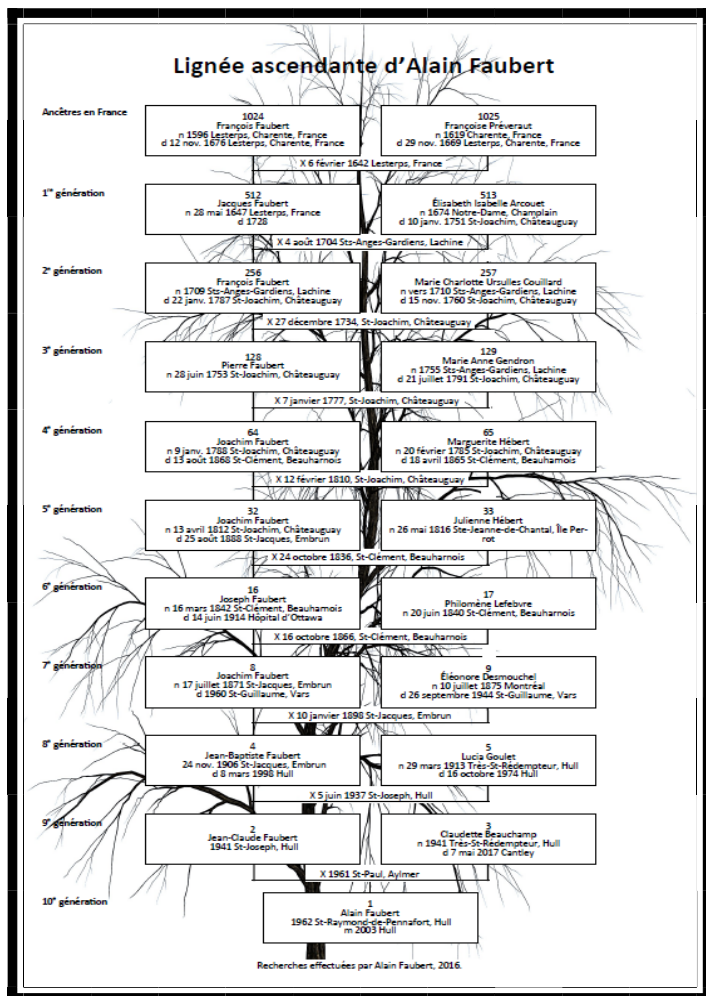 Lignée ascendante d’Alain Faubert
Ancêtres en France
1024
François Faubert
n 1596 Lesterps, Charente, France
d 12 nov. 1676 Lesterps, Charente, France
1025
Françoise Préveraut
n 1619 Charente, France
d 29 nov. 1669 Lesterps, Charente, France
X 6 février 1642 Lesterps, France
1re génération
512
Jacques Faubert
n 28 mai 1647 Lesterps, France
d 1728
513
Élisabeth Isabelle Arcouet
n 1674 Notre-Dame, Champlain
d 10 janv. 1751 St-Joachim, Châteauguay
X 4 août 1704 Sts-Anges-Gardiens, Lachine
2e génération
256
François Faubert
n 1709 Sts-Anges-Gardiens, Lachine
d 22 janv. 1787 St-Joachim, Châteauguay
257
Marie Charlotte Ursulles Couillard
n vers 1710 Sts-Anges-Gardiens, Lachine
d 15 nov. 1760 St-Joachim, Châteauguay
X 27 décembre 1734, St-Joachim, Châteauguay
3e génération
128
Pierre Faubert
n 28 juin 1753 St-Joachim, Châteauguay
129
Marie Anne Gendron
n 1755 Sts-Anges-Gardiens, Lachine
d 21 juillet 1791 St-Joachim, Châteauguay
X 7 janvier 1777, St-Joachim, Châteauguay
4e génération
64
Joachim Faubert
n 9 janv. 1788 St-Joachim, Châteauguay
d 13 août 1868 St-Clément, Beauharnois
65
Marguerite Hébert
n 20 février 1785 St-Joachim, Châteauguay
d 18 avril 1865 St-Clément, Beauharnois
X 12 février 1810, St-Joachim, Châteauguay
5e génération
32
Joachim Faubert
n 13 avril 1812 St-Joachim, Châteauguay
d 25 août 1888 St-Jacques, Embrun
33
Julienne Hébert
n 26 mai 1816 Ste-Jeanne-de-Chantal, Île Per-
rot
X 24 octobre 1836, St-Clément, Beauharnois
6e génération
16
Joseph Faubert
n 16 mars 1842 St-Clément, Beauharnois
d 14 juin 1914 Hôpital d’Ottawa
17
Philomène Lefebvre
n 20 juin 1840 St-Clément, Beauharnois
X 16 octobre 1866, St-Clément, Beauharnois
7e génération
8
Joachim Faubert
n 17 juillet 1871 St-Jacques, Embrun
d 1960 St-Guillaume, Vars
9
Éléonore Desmouchel
n 10 juillet 1875 Montréal
d 26 septembre 1944 St-Guillaume, Vars
X 10 janvier 1898 St-Jacques, Embrun
8e génération
4
Jean-Baptiste Faubert
24 nov. 1906 St-Jacques, Embrun
d 8 mars 1998 Hull
5
Lucia Goulet
n 29 mars 1913 Très-St-Rédempteur, Hull
d 16 octobre 1974 Hull
X 5 juin 1937 St-Joseph, Hull
9e génération
2
Jean-Claude Faubert
1941 St-Joseph, Hull
3
Claudette Beauchamp
n 1941 Très-St-Rédempteur, Hull
d 7 mai 2017 Cantley
X 1961 St-Paul, Aylmer
10e génération
1
Alain Faubert
1962 St-Raymond-de-Pennafort, Hull
m 2003 Hull
Recherches effectuées par Alain Faubert, 2016.